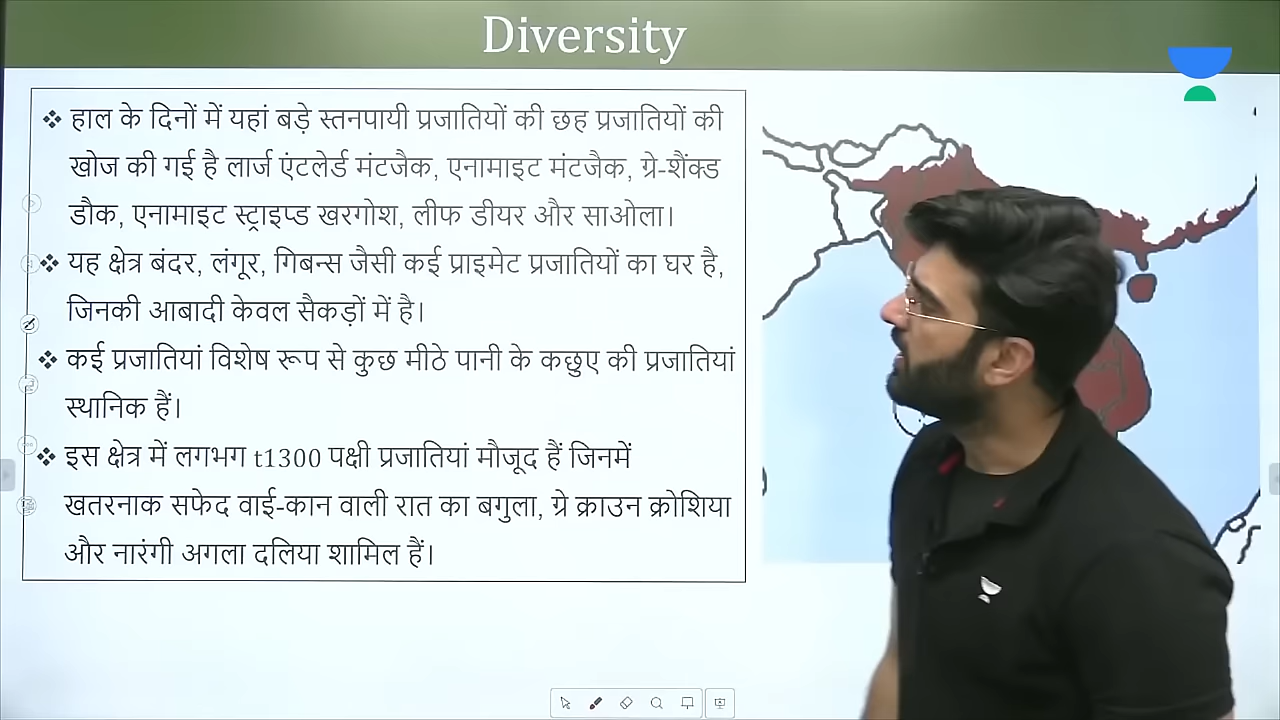 Diversity
❖ हाल के दिनों में यहां बड़े स्तनपायी प्रजातियों की छह प्रजातियों की
खोज की गई है लार्ज एंटलेर्ड मंटजैक, एनामाइट मंटजैक, ग्रे-शैंक्ड
डौक, एनामाइट स्ट्राइप्ड खरगोश, लीफ डीयर और साओला।
❖ यह क्षेत्र बंदर, लंगूर, गिबन्स जैसी कई प्राइमेट प्रजातियों का घर है,
जिनकी आबादी केवल सैकड़ों में है।
❖ कई प्रजातियां विशेष रूप से कुछ मीठे पानी के कछुए की प्रजातियां
स्थानिक हैं।
❖ इस क्षेत्र में लगभग t1300 पक्षी प्रजातियां मौजूद हैं जिनमें
खतरनाक सफेद वाई-कान वाली रात का बगुला, ग्रे क्राउन क्रोशिया
और नारंगी अगला दलिया शामिल हैं।